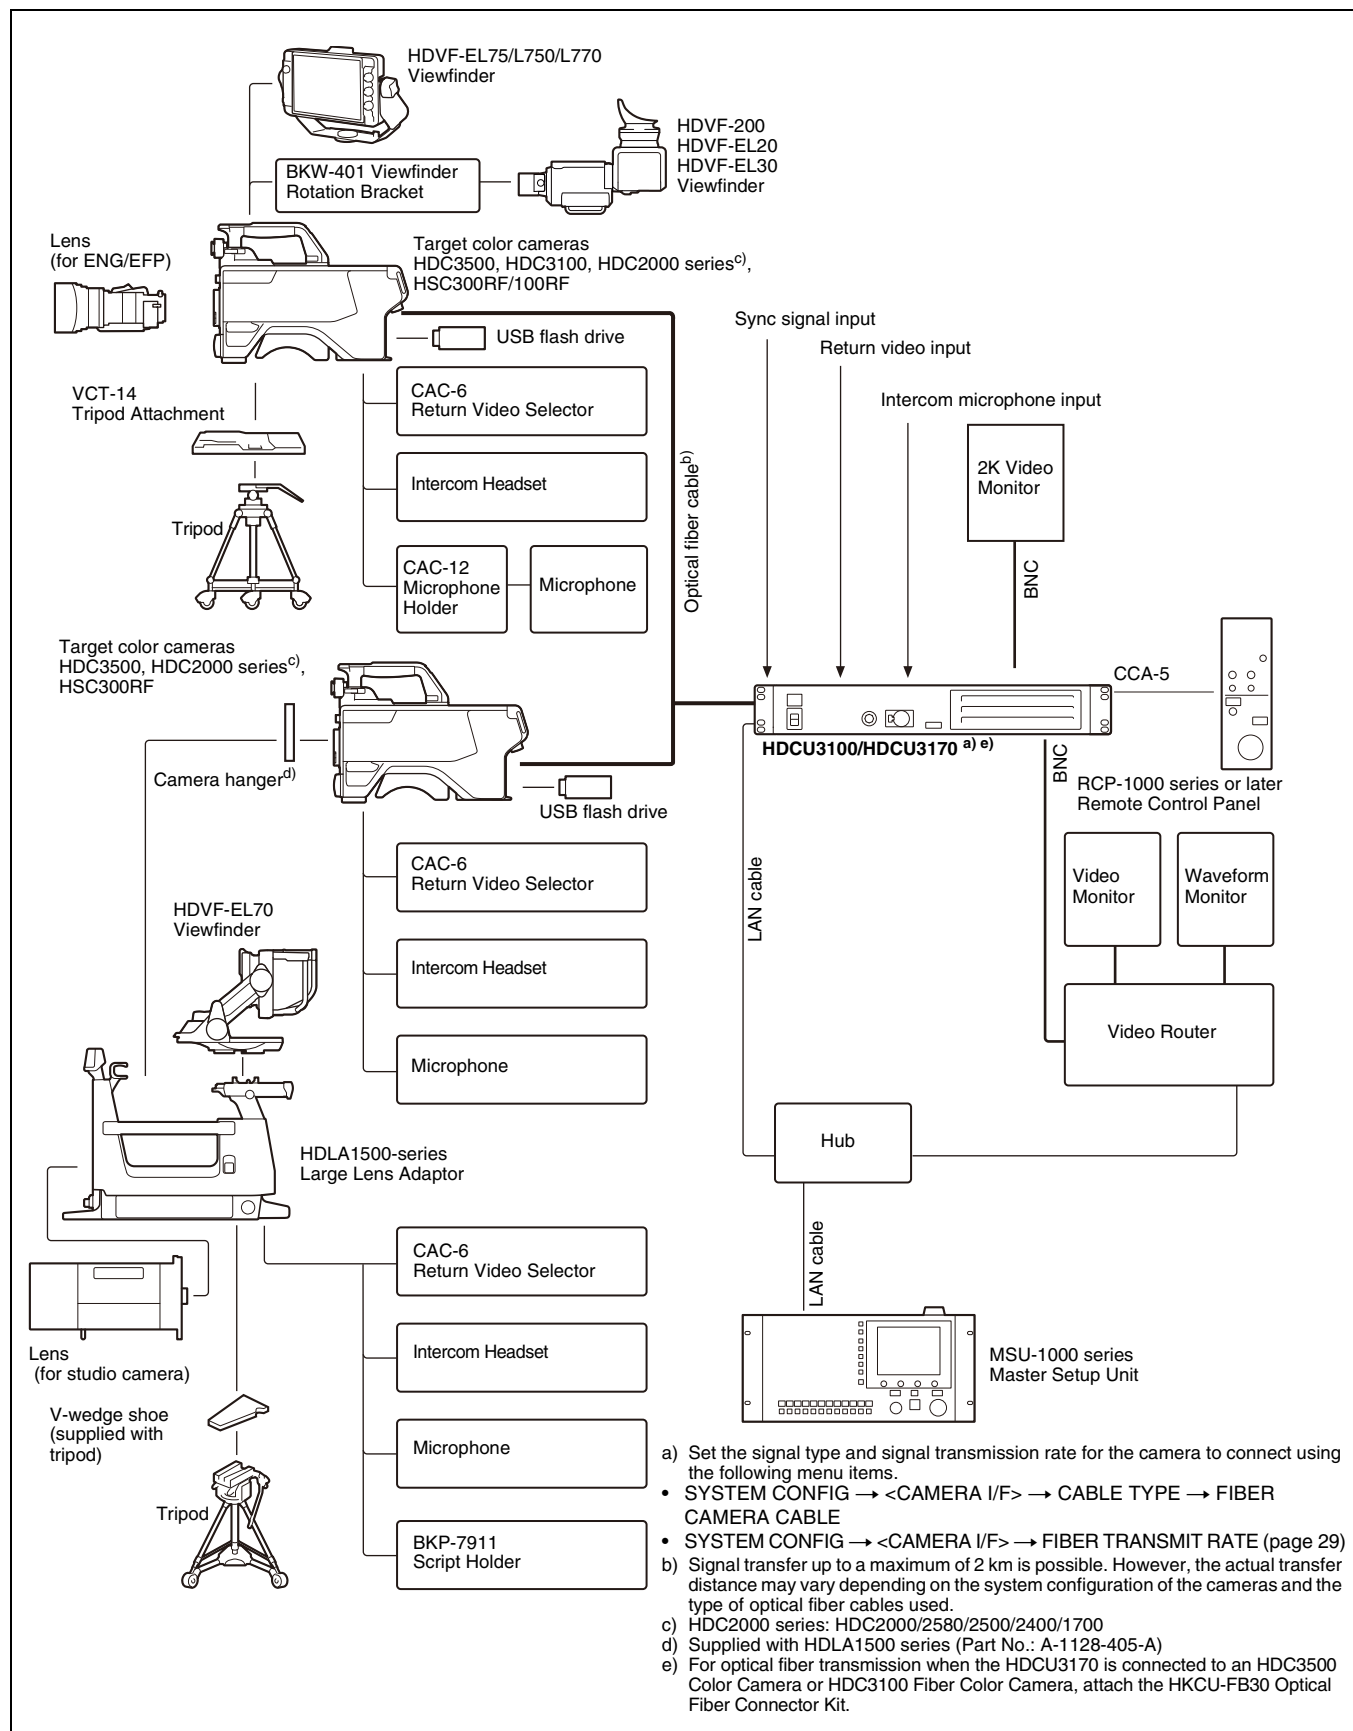 HDVF-EL75/L750/L770
Viewfinder
HDVF-200
HDVF-EL20
HDVF-EL30
Viewfinder
BKW-401 Viewfinder
Rotation Bracket
Lens
(for ENG/EFP)
Target color cameras
HDC3500, HDC3100, HDC2000 series c),
HSC300RF/100RF
USB flash drive
VCT-14
Tripod Attachment
Tripod
CAC-6
Return Video Selector
Intercom Headset
CAC-12
Microphone
Holder
Microphone
Optical fiber cable b)
Sync signal input
Return video input
Intercom microphone input
2K Video
Monitor
BNC
CCA-5
HDCU3100/HDCU3170 a) e)
BNC
RCP-1000 series or later
Remote Control Panel
Target color cameras
HDC3500, HDC2000 series c),
HSC300RF
Camera hanger d)
USB flash drive
CAC-6
Return Video Selector
Intercom Headset
Microphone
HDVF-EL70
Viewfinder
LAN cable
Video
Monitor
Waveform
Monitor
Video Router
Hub
LAN cable
HDLA1500-series
Large Lens Adaptor
CAC-6
Return Video Selector
Intercom Headset
Microphone
BKP-7911
Script Holder
Lens
(for studio camera)
V-wedge shoe
(supplied with
tripod)
Tripod
MSU-1000 series
Master Setup Unit
a) Set the signal type and signal transmission rate for the camera to connect using
the following menu items.
• SYSTEM CONFIG → <CAMERA I/F> → CABLE TYPE → FIBER
CAMERA CABLE
• SYSTEM CONFIG → <CAMERA I/F> → FIBER TRANSMIT RATE (page 29)
b) Signal transfer up to a maximum of 2 km is possible. However, the actual transfer
distance may vary depending on the system configuration of the cameras and the
type of optical fiber cables used.
c) HDC2000 series: HDC2000/2580/2500/2400/1700
d) Supplied with HDLA1500 series (Part No.: A-1128-405-A)
e) For optical fiber transmission when the HDCU3170 is connected to an HDC3500
Color Camera or HDC3100 Fiber Color Camera, attach the HKCU-FB30 Optical
Fiber Connector Kit.